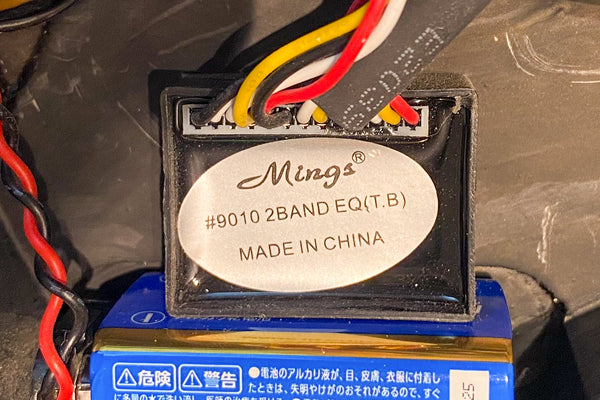 Mings®
#9010 2BAND EQ(T.B)
MADE IN CHINA
⚠危険 ⚠警告 ●電池のアルカリ液が、目、皮膚、衣服に付着し
たときは、失明やけがのおそれがあるので、すぐ
25